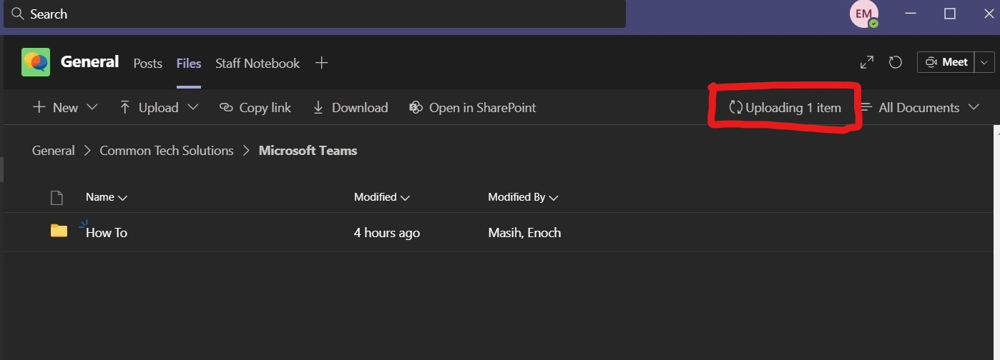 Search
EM
General Posts Files Staff Notebook Meet
New Upload Copy link Download Open in SharePoint Uploading 1 item All Documents
General > Common Tech Solutions > Microsoft Teams
Name Modified Modified By
How To 4 hours ago Masih, Enoch